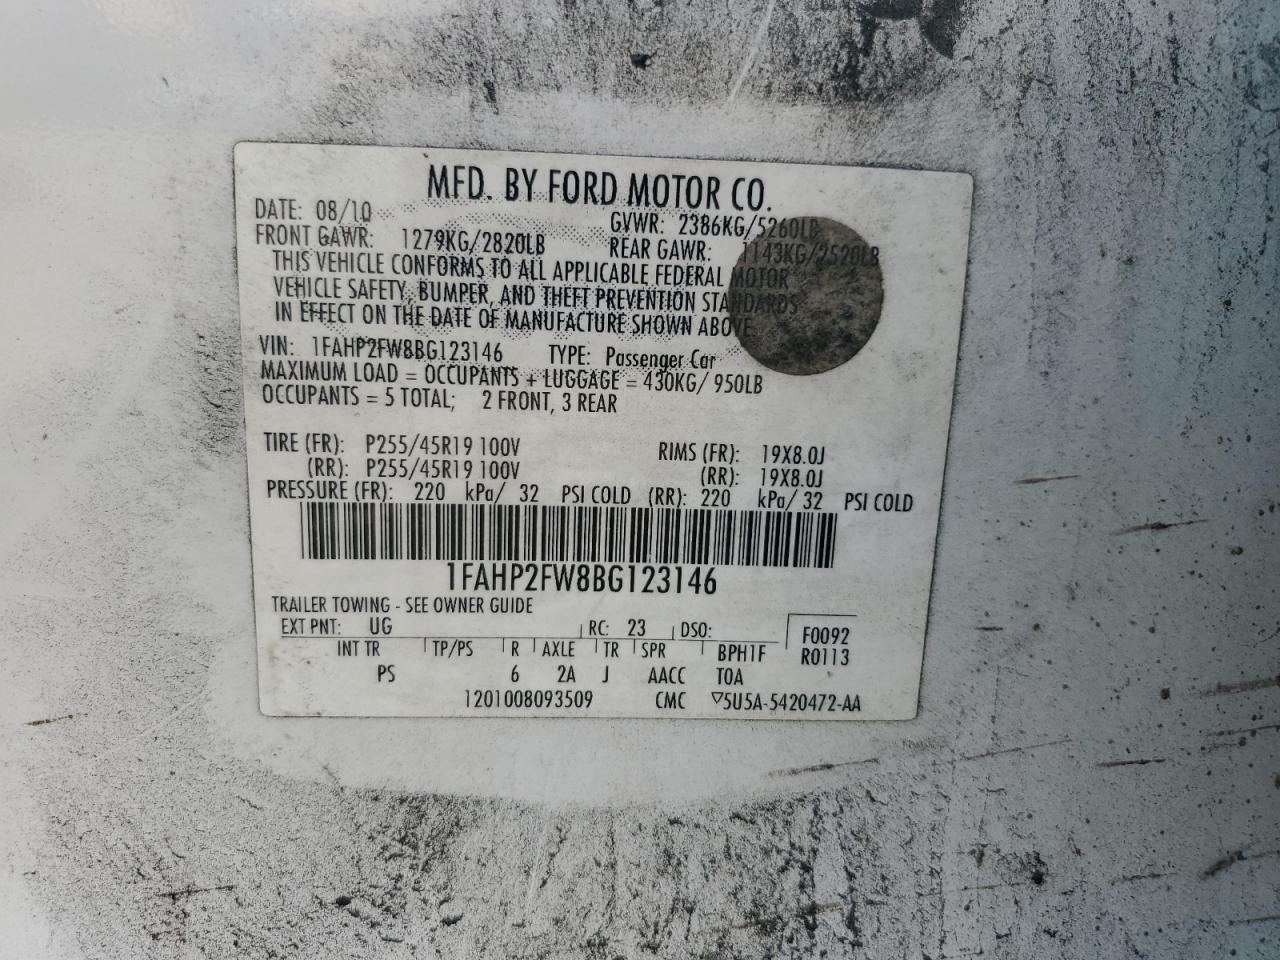 MFD. BY FORD MOTOR CO.
DATE: 08/10 GVWR: 2386KG/5260LB
FRONT GAWR: 1279KG/2820LB REAR GAWR: 1143KG/2520LB
THIS VEHICLE CONFORMS TO ALL APPLICABLE FEDERAL MOTOR
VEHICLE SAFETY, BUMPER, AND THEFT PREVENTION STANDARDS
IN EFFECT ON THE DATE OF MANUFACTURE SHOWN ABOVE
VIN: 1FAHP2FW8BG123146 TYPE: Passenger Car
MAXIMUM LOAD = OCCUPANTS + LUGGAGE = 430KG/ 950LB
OCCUPANTS = 5 TOTAL; 2 FRONT, 3 REAR
TIRE (FR): P255/45R19 100V RIMS (FR): 19X8.0J
(RR): P255/45R19 100V (RR): 19X8.0J
PRESSURE (FR): 220 kPa/ 32 PSI COLD (RR): 220 kPa/ 32 PSI COLD
1FAHP2FW8BG123146
TRAILER TOWING - SEE OWNER GUIDE
EXT PNT: UG RC: 23 DSO: F0092
INT TR TP/PS R AXLE TR SPR BPH1F R0113
PS 6 2A J AACC TOA
1201008093509 CMC ▽5U5A-5420472-AA